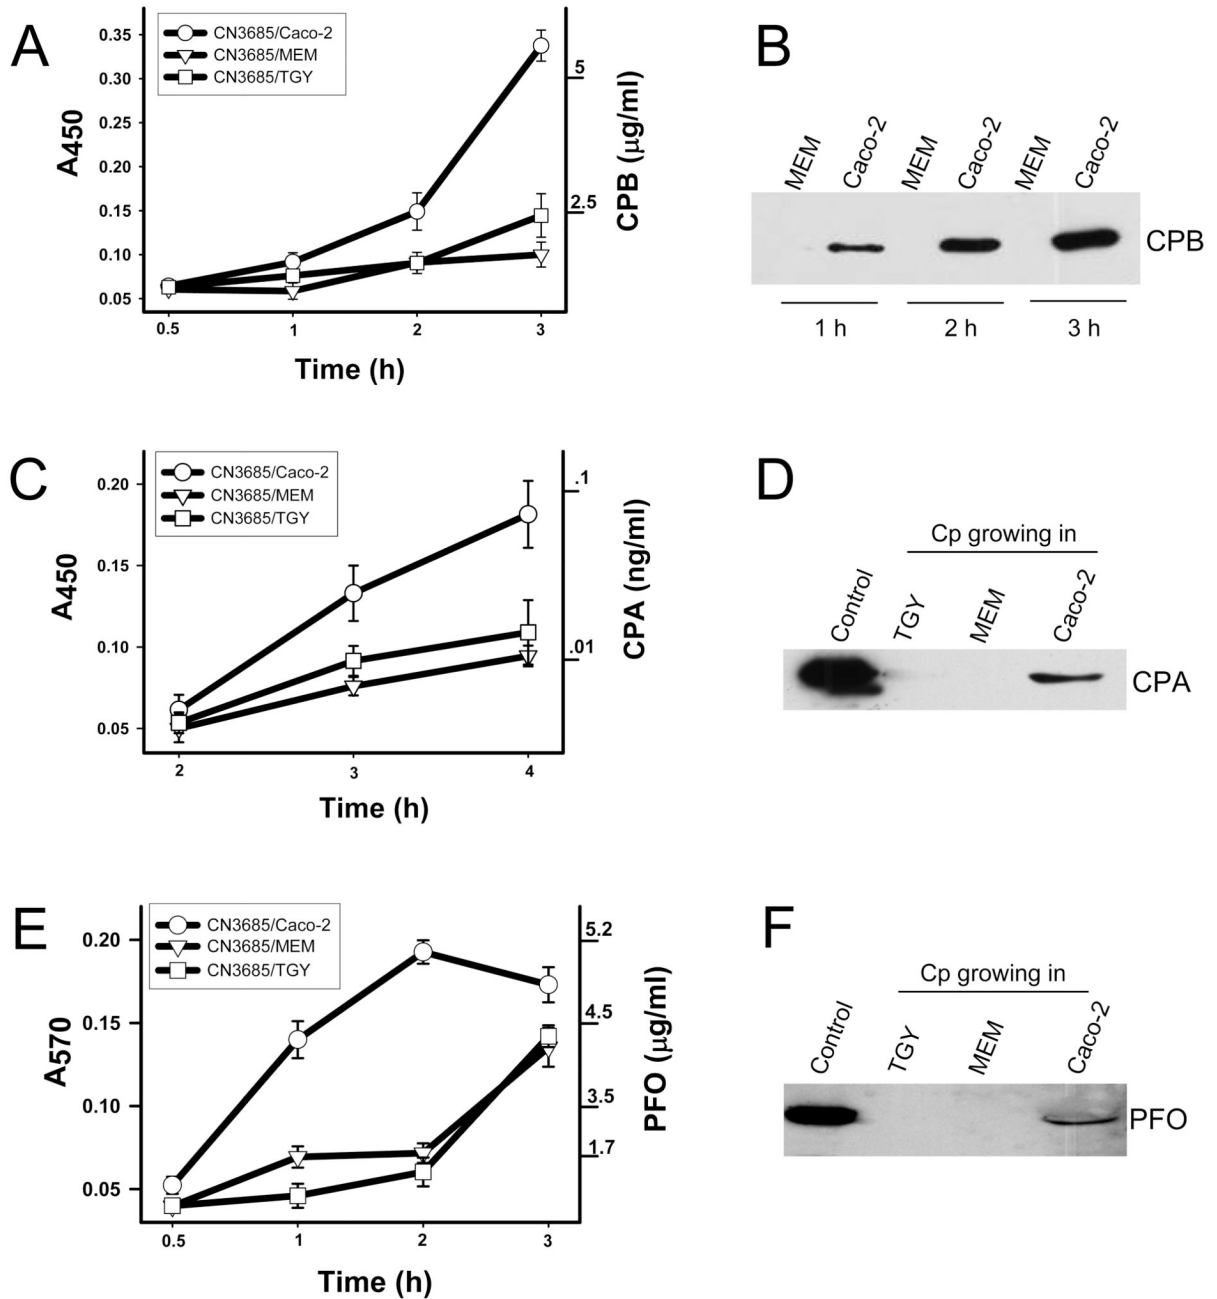 A
CN3685/Caco-2
CN3685/MEM
CN3685/TGY
A450
0.35
0.30
0.25
0.20
0.15
0.10
0.05
5
2.5
CPB (µg/ml)
0.5 1 2 3
Time (h)
B
MEM Caco-2 MEM Caco-2 MEM Caco-2
CPB
1 h 2 h 3 h
C
CN3685/Caco-2
CN3685/MEM
CN3685/TGY
A450
0.20
0.15
0.10
0.05
.1
.01
CPA (ng/ml)
2 3 4
Time (h)
D
Cp growing in
Control TGY MEM Caco-2
CPA
E
CN3685/Caco-2
CN3685/MEM
CN3685/TGY
A570
0.20
0.15
0.10
0.05
5.2
4.5
3.5
1.7
PFO (µg/ml)
0.5 1 2 3
Time (h)
F
Cp growing in
Control TGY MEM Caco-2
PFO